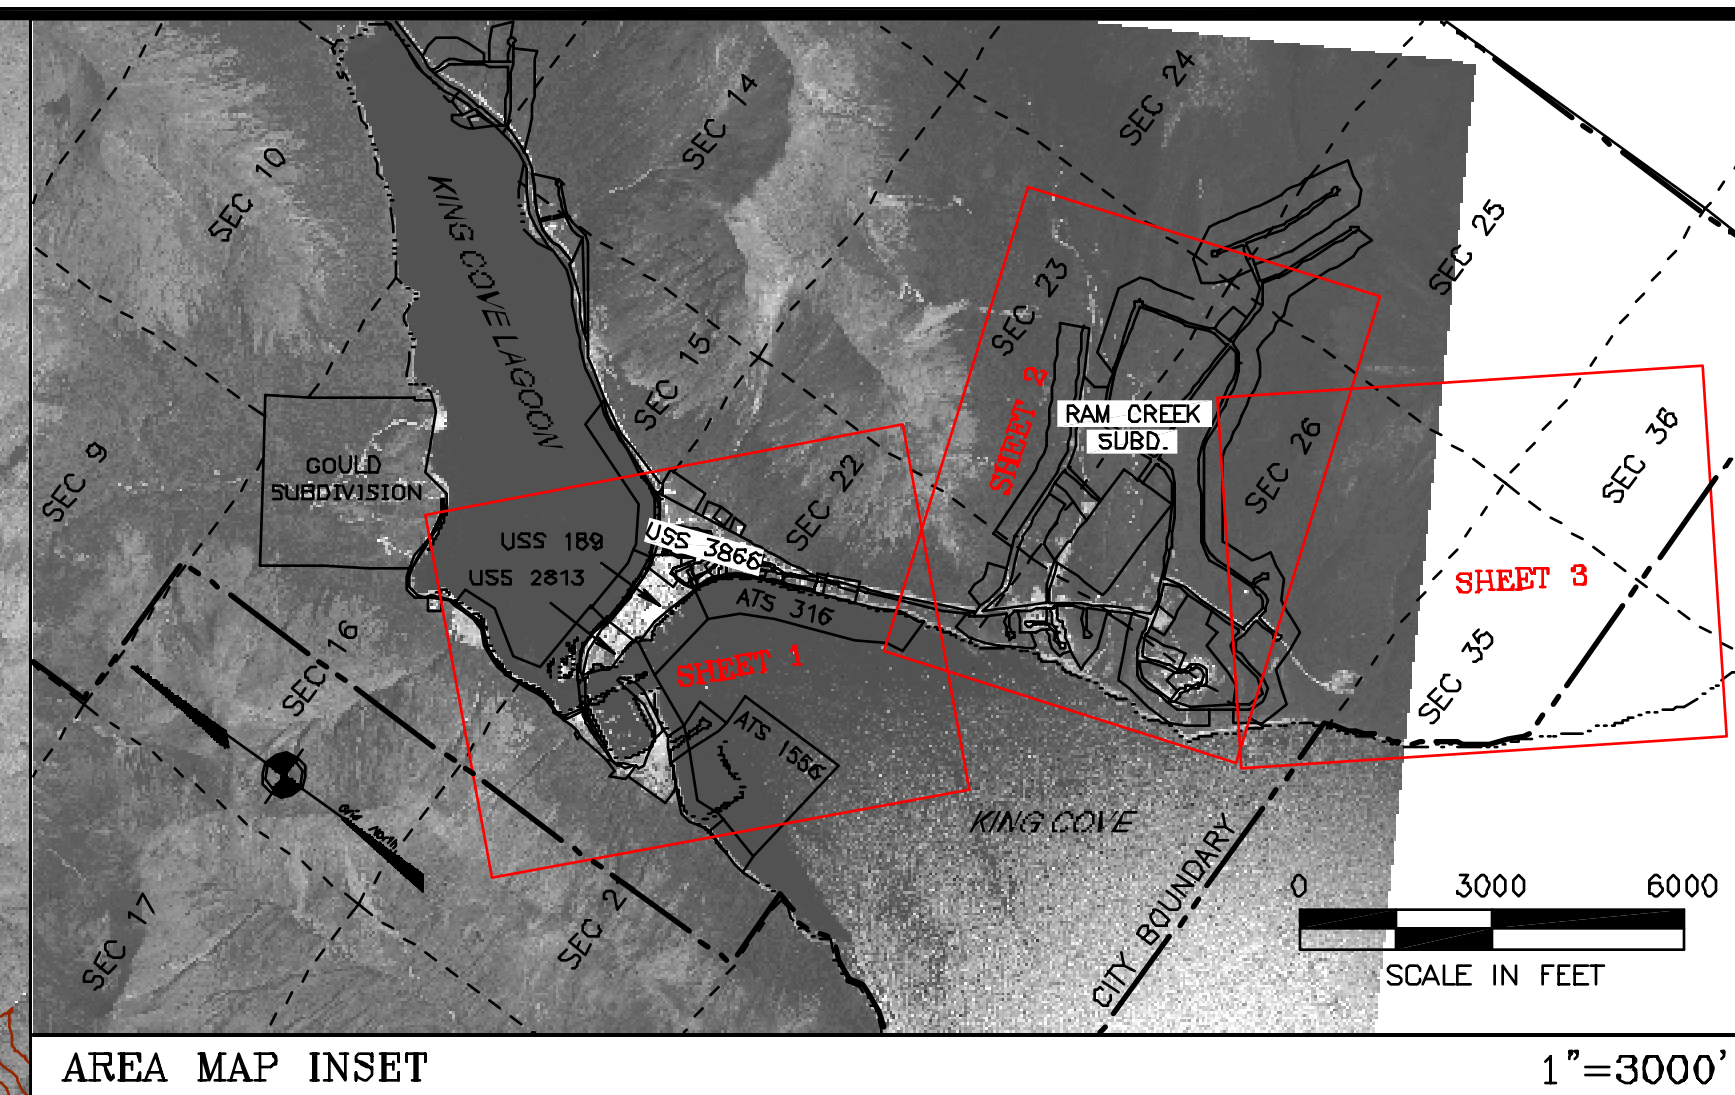 SEC 14
SEC 24
SEC 10
KING COVE LAGOON
SEC 25
SEC 23
SEC 15
SHEET 2
RAM CREEK
SUBD.
SEC 9
GOULD
SUBDIVISION
SEC 22
SEC 26
SEC 36
USS 189
USS 3866
USS 2813
ATS 316
SHEET 3
SEC 16
SHEET 1
SEC 35
ATS 1556
Grid North
KING COVE
CITY BOUNDARY
SEC 17
SEC 2
0 3000 6000
SCALE IN FEET
AREA MAP INSET
1"=3000'